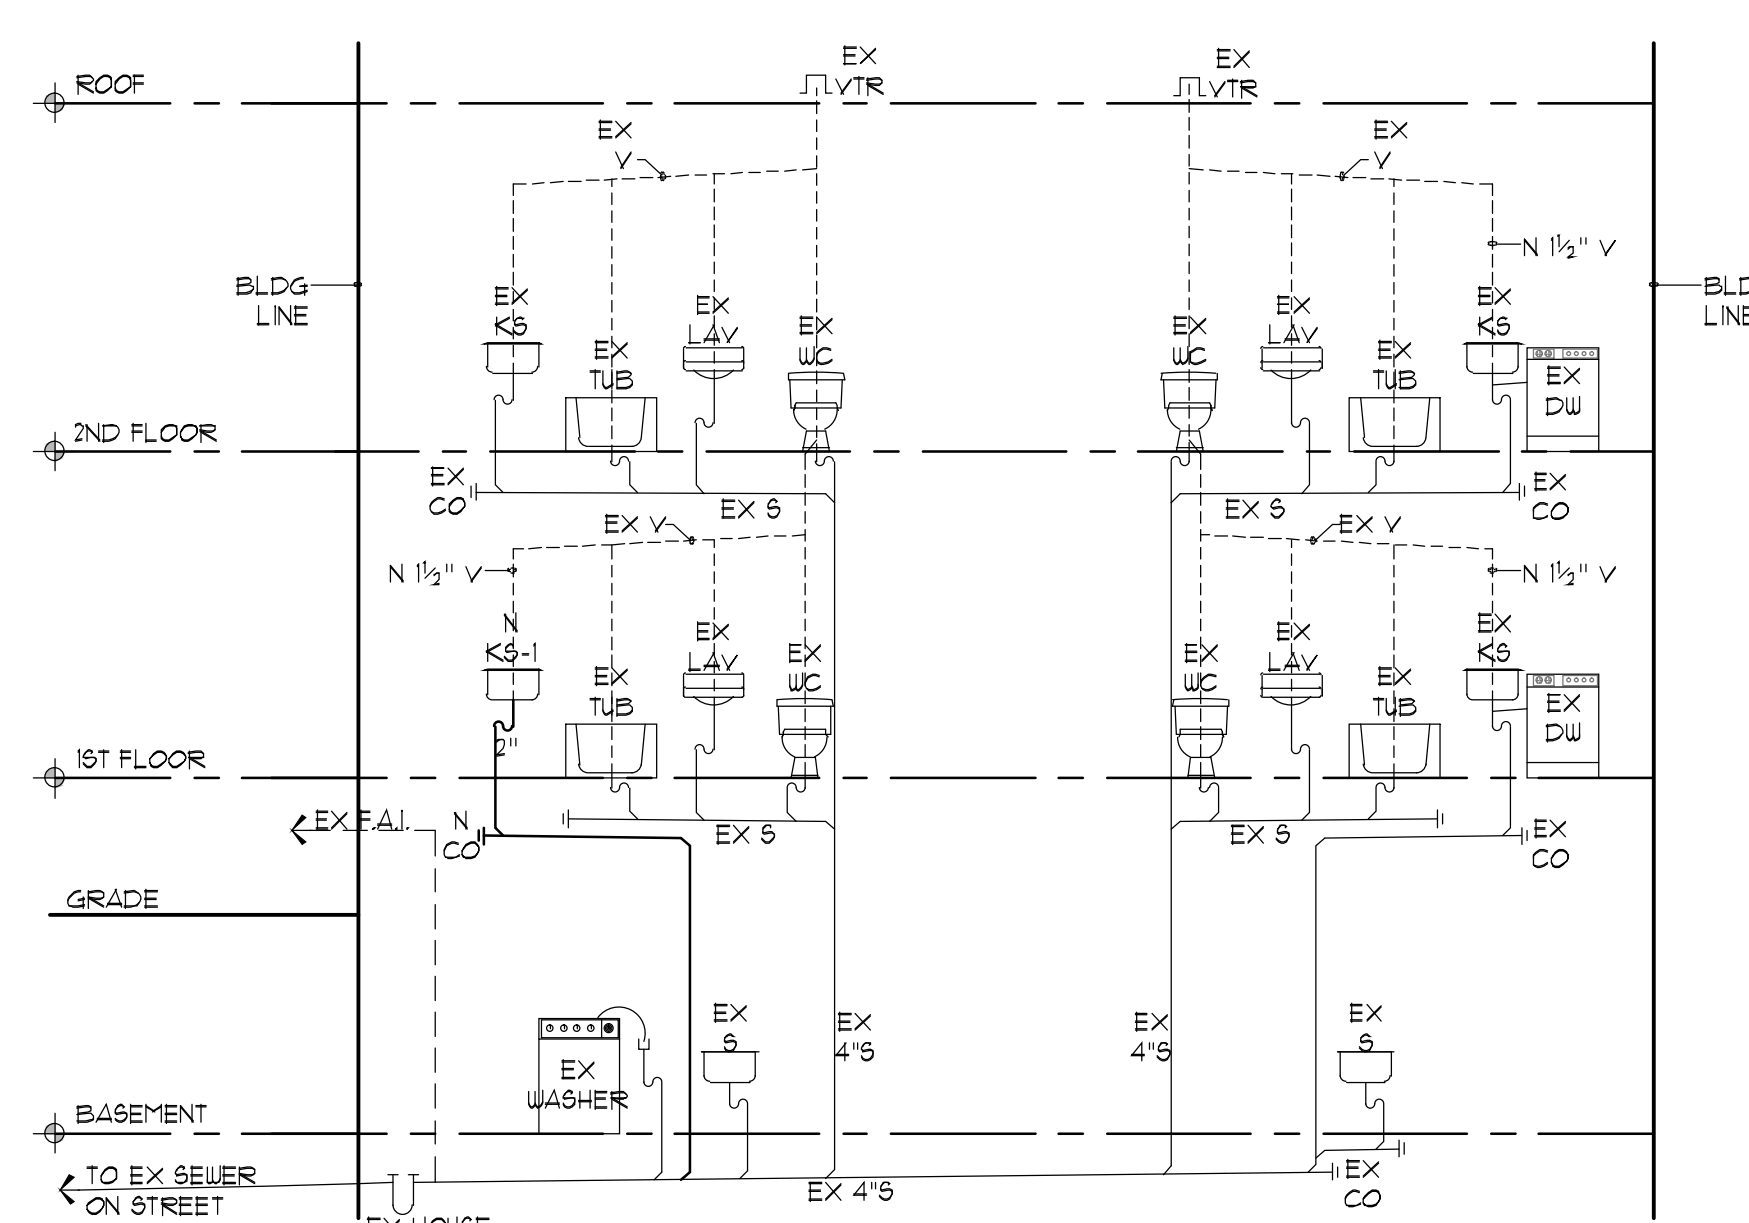 EX
VTR
EX
VTR
ROOF
EX
V
EX
V
N 1½" V
BLDG
LINE
BLD
LINE
EX
KS
EX
LAV
EX
WC
EX
TUB
EX
WC
EX
LAV
EX
TUB
EX
KS
EX
DW
2ND FLOOR
EX
CO
EX S
EX S
EX
CO
EX V
EX V
N 1½" V
N 1½" V
N
KS-1
EX
TUB
EX
LAV
EX
WC
EX
WC
EX
LAV
EX
TUB
EX
KS
EX
DW
2"
1ST FLOOR
EX F.A.I.
N
CO
EX S
EX S
EX
CO
GRADE
EX
WASHER
EX
S
EX
4"S
EX
4"S
EX
S
BASEMENT
TO EX SEWER
ON STREET
EX 4"S
EX
CO
EX HOUSE